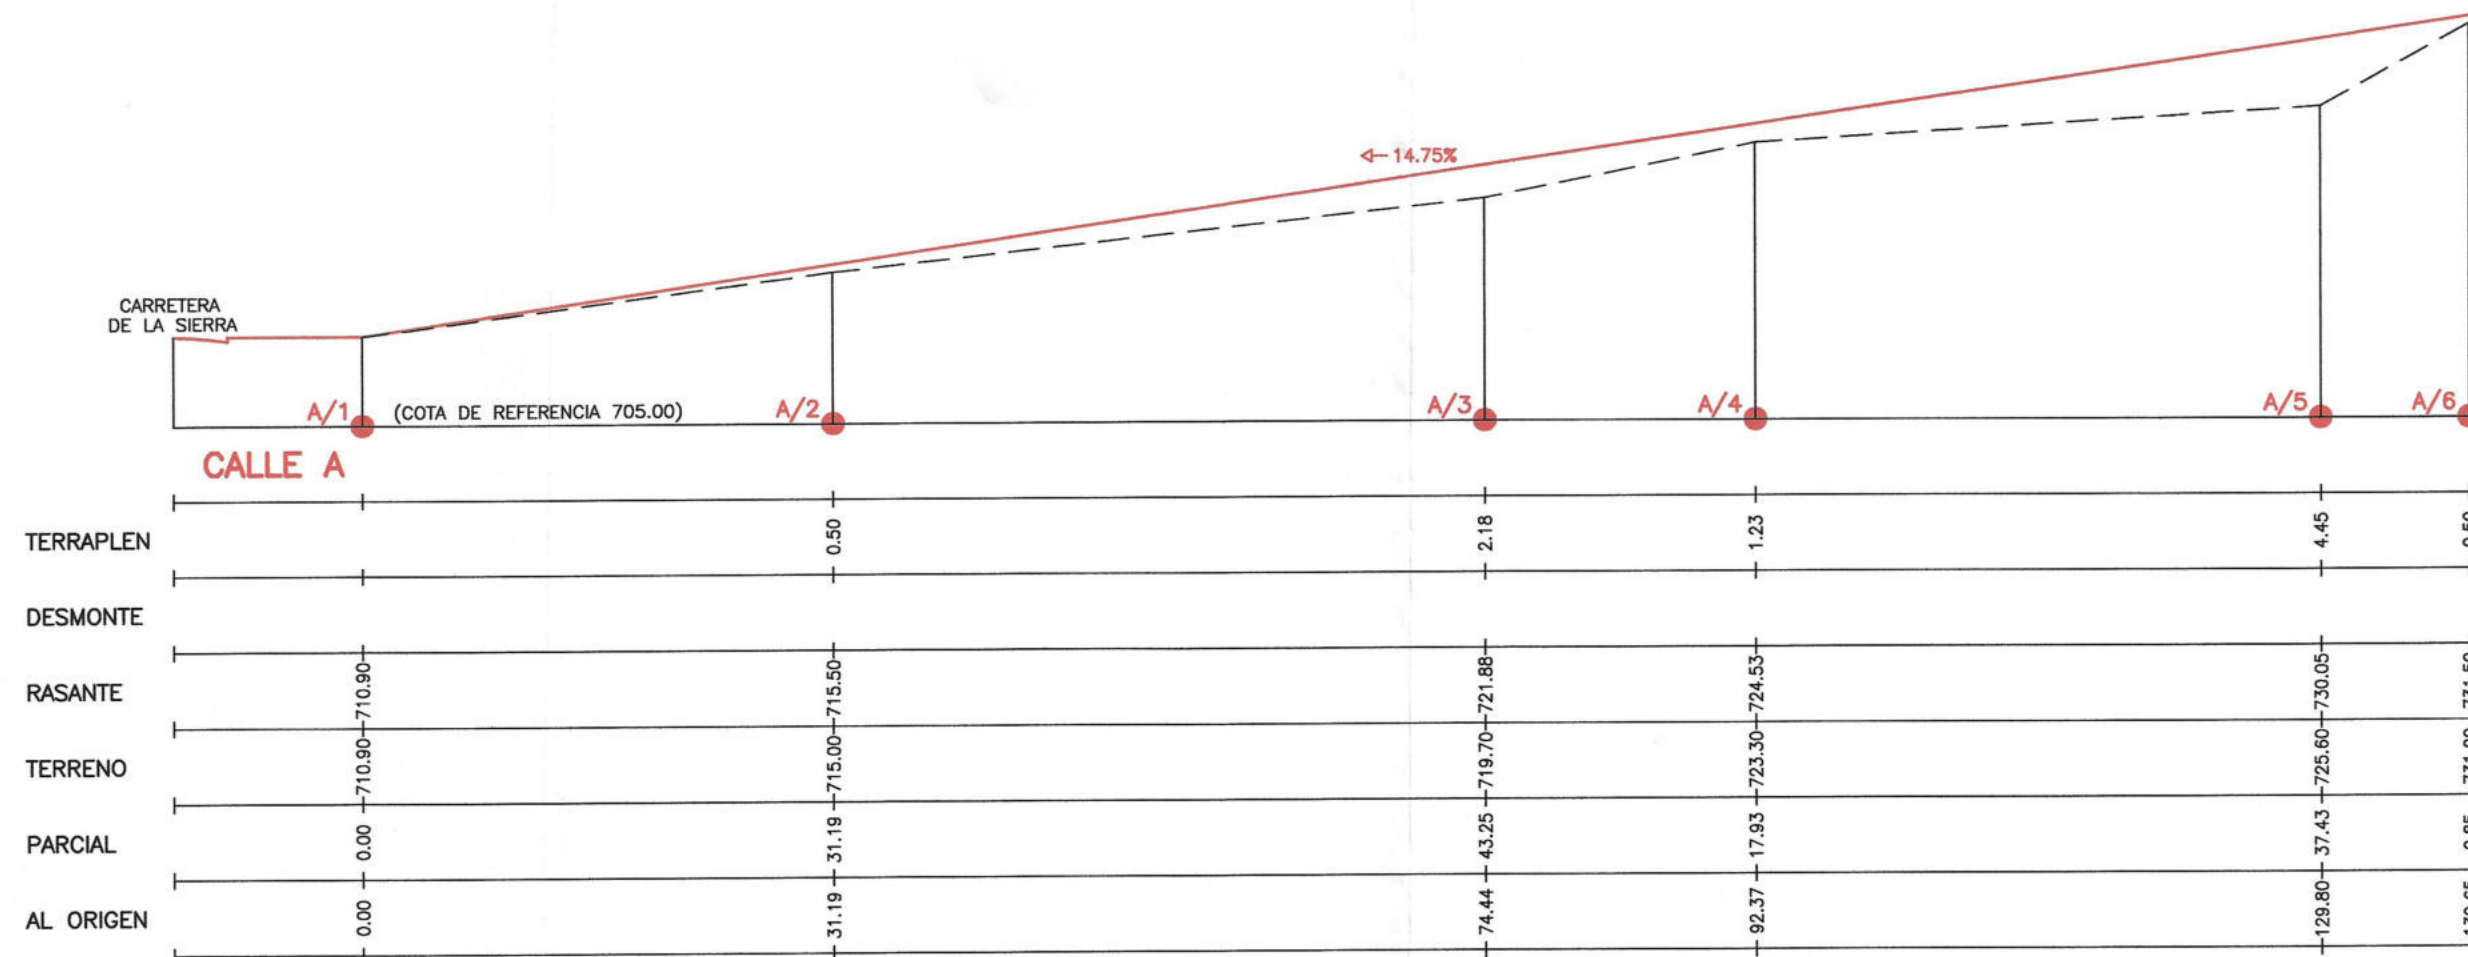 14.75%
CARRETERA
DE LA SIERRA
A/1 (COTA DE REFERENCIA 705.00) A/2 A/3 A/4 A/5 A/6
CALLE A
TERRAPLEN 0.50 2.18 1.23 4.45
DESMONTE
RASANTE 710.90 715.50 721.88 724.53 730.05
TERRENO 710.90 715.00 719.70 723.30 725.60
PARCIAL 0.00 31.19 43.25 17.93 37.43
AL ORIGEN 0.00 31.19 74.44 92.37 129.80